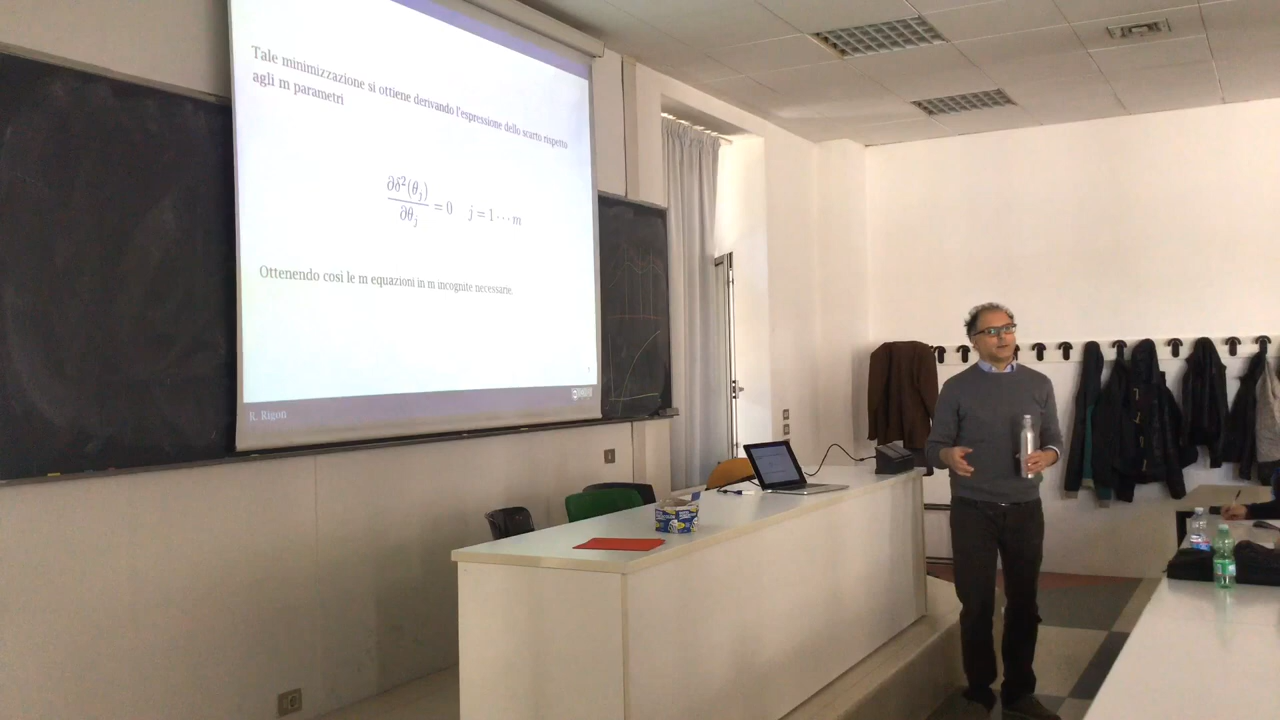 Tale minimizzazione si ottiene derivando l'espressione dello scarto rispetto
agli m parametri
∂δ²(θⱼ)/∂θⱼ = 0 j = 1 ⋯ m
Ottenendo così le m equazioni in m incognite necessarie.
R. Rigon